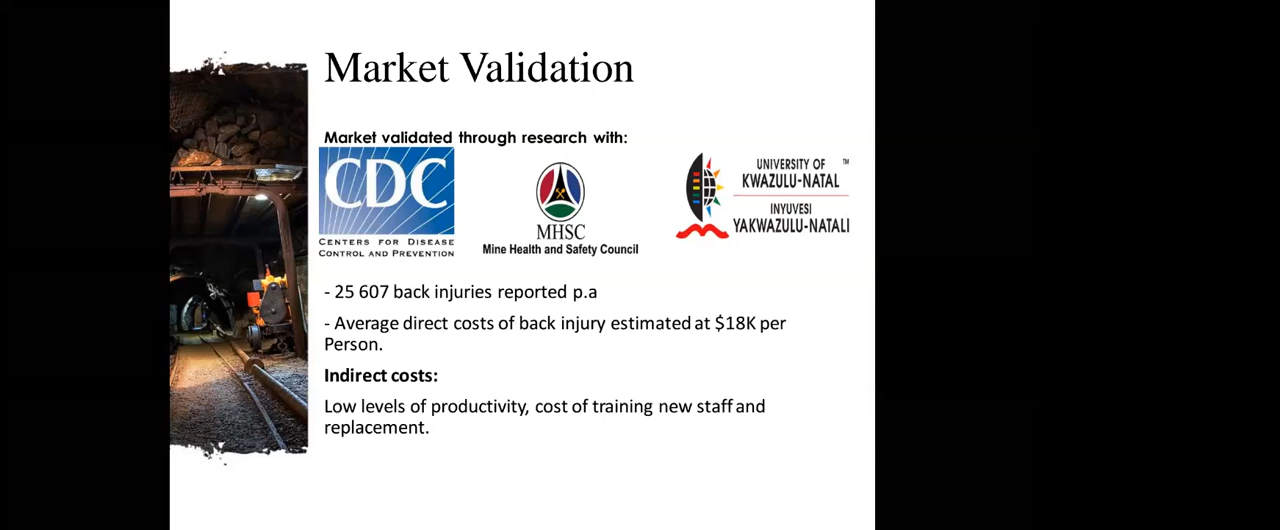 Market Validation
Market validated through research with:
CDC
CENTERS FOR DISEASE
CONTROL AND PREVENTION
MHSC
Mine Health and Safety Council
UNIVERSITY OF
KWAZULU-NATAL
TM
INYUVESI
YAKWAZULU-NATALI
- 25 607 back injuries reported p.a
- Average direct costs of back injury estimated at $18K per
Person.
Indirect costs:
Low levels of productivity, cost of training new staff and
replacement.